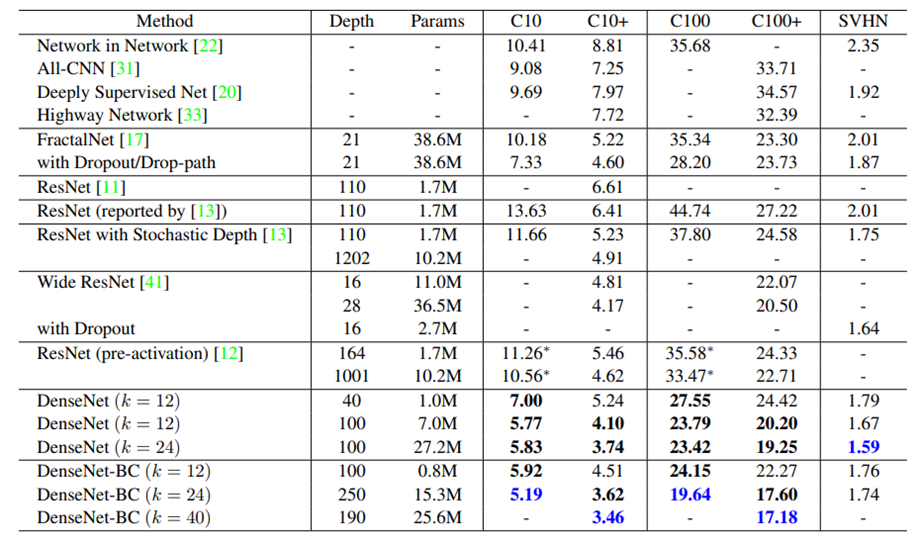 Method Depth Params C10 C10+ C100 C100+ SVHN
Network in Network [22] - - 10.41 8.81 35.68 - 2.35
All-CNN [31] - - 9.08 7.25 - 33.71 -
Deeply Supervised Net [20] - - 9.69 7.97 - 34.57 1.92
Highway Network [33] - - - 7.72 - 32.39 -
FractalNet [17] 21 38.6M 10.18 5.22 35.34 23.30 2.01
with Dropout/Drop-path 21 38.6M 7.33 4.60 28.20 23.73 1.87
ResNet [11] 110 1.7M - 6.61 - - -
ResNet (reported by [13]) 110 1.7M 13.63 6.41 44.74 27.22 2.01
ResNet with Stochastic Depth [13] 110 1.7M 11.66 5.23 37.80 24.58 1.75
1202 10.2M - 4.91 - - -
Wide ResNet [41] 16 11.0M - 4.81 - 22.07 -
28 36.5M - 4.17 - 20.50 -
with Dropout 16 2.7M - - - - 1.64
ResNet (pre-activation) [12] 164 1.7M 11.26* 5.46 35.58* 24.33 -
1001 10.2M 10.56* 4.62 33.47* 22.71 -
DenseNet (k = 12) 40 1.0M 7.00 5.24 27.55 24.42 1.79
DenseNet (k = 12) 100 7.0M 5.77 4.10 23.79 20.20 1.67
DenseNet (k = 24) 100 27.2M 5.83 3.74 23.42 19.25 1.59
DenseNet-BC (k = 12) 100 0.8M 5.92 4.51 24.15 22.27 1.76
DenseNet-BC (k = 24) 250 15.3M 5.19 3.62 19.64 17.60 1.74
DenseNet-BC (k = 40) 190 25.6M - 3.46 - 17.18 -